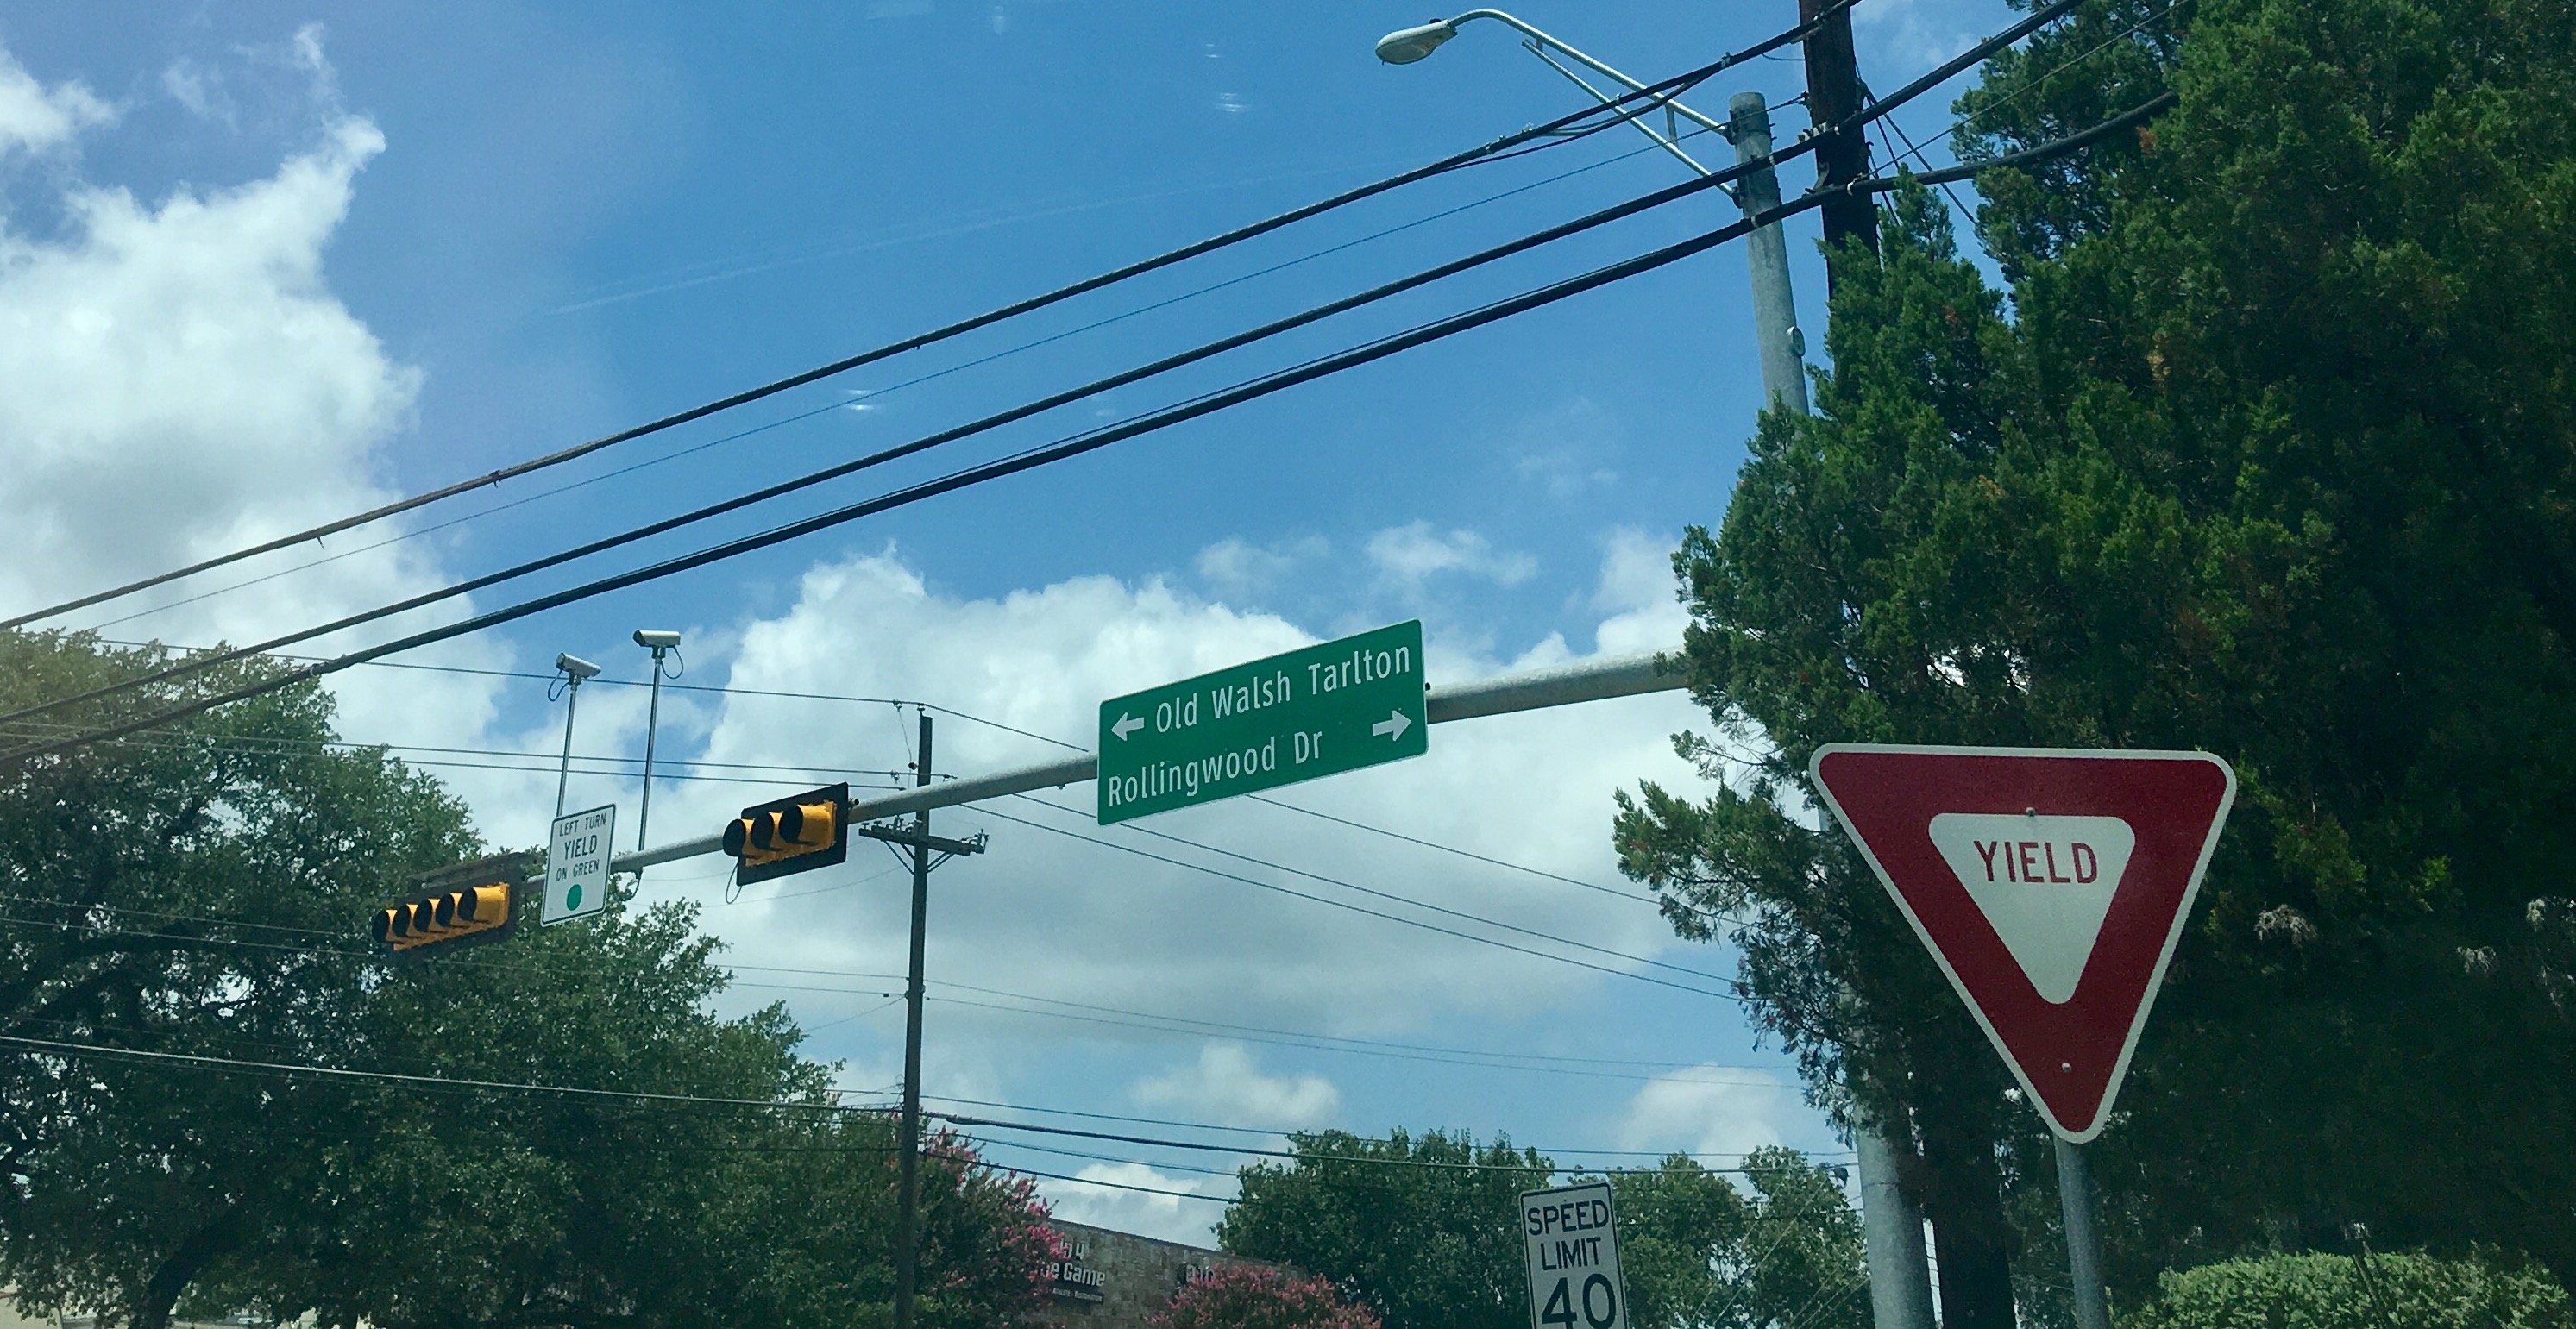 Old Walsh Tarlton
Rollingwood Dr
LEFT TURN
YIELD
ON GREEN
YIELD
SPEED
LIMIT
40
Game